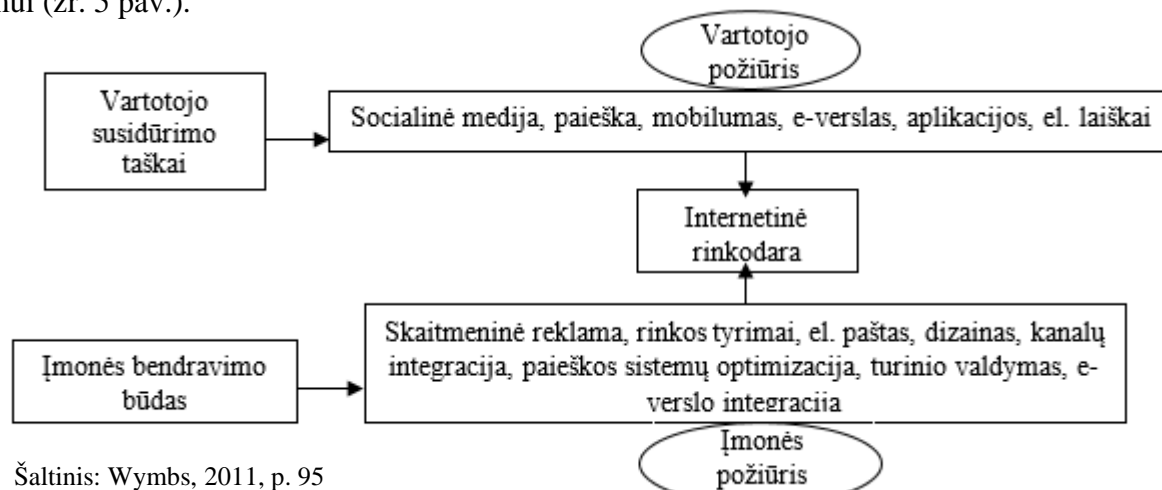 (žr. 5 pav.).
Vartotojo
požiūris
Vartotojo
susidūrimo
taškai
Socialinė medija, paieška, mobilumas, e-verslas, aplikacijos, el. laiškai
Internetinė
rinkodara
Įmonės bendravimo
būdas
Skaitmeninė reklama, rinkos tyrimai, el. paštas, dizainas, kanalų
integracija, paieškos sistemų optimizacija, turinio valdymas, e-
verslo integracija
Įmonės
požiūris
Šaltinis: Wymbs, 2011, p. 95